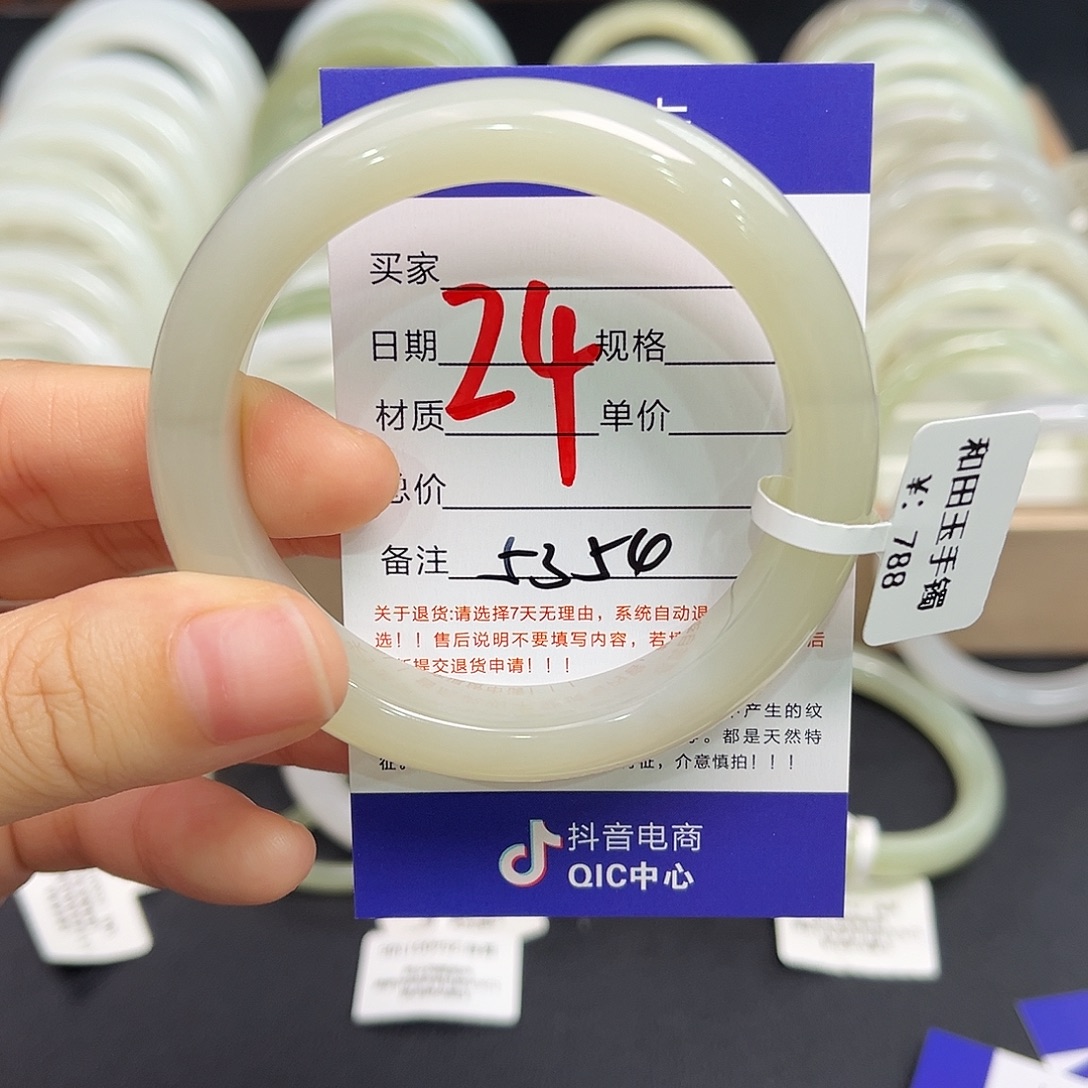 买家
24
日期 规格
材质 单价
总价
备注 5356
关于退货:请选择7天无理由，系统自动退
选！！售后说明不要填写内容，若 后
提交退货申请！！！
产生的纹
。都是天然特
征。 征，介意慎拍！！！
抖音电商
QIC中心
和田玉手镯
¥: 788